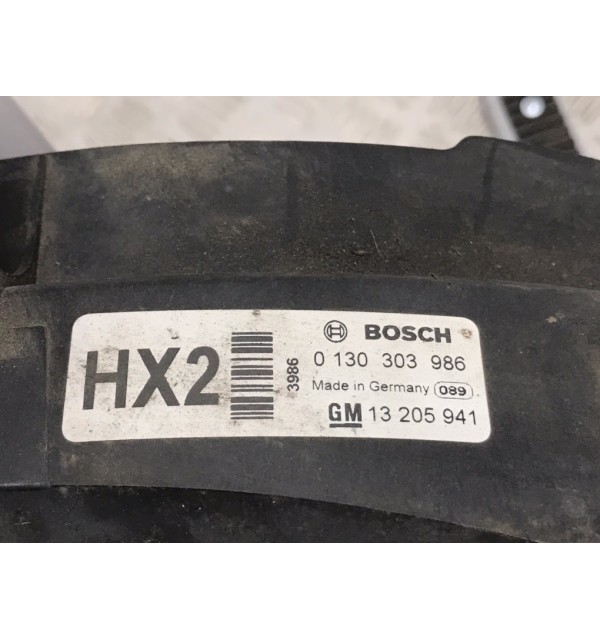 HX2
3986
BOSCH
0 130 303 986
Made in Germany 089
GM 13 205 941